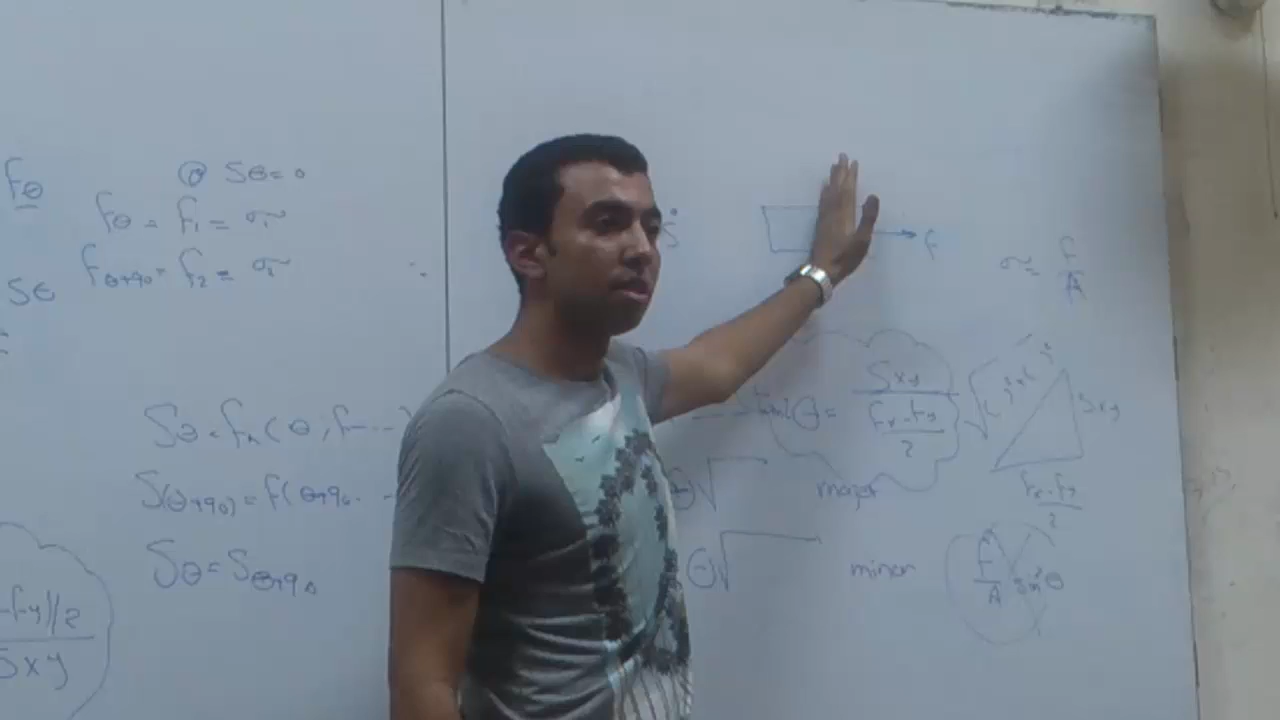 fθ
@ Sθ = 0
fθ = f1 = σ1
fθ+90 = f2 = σ2
Sθ
Sθ = fn ( θ, f---
S(θ+90) = f( θ+90.
Sθ = Sθ+90
-fy)/2
Sxy
f
σ = f/A
tan2θ = Sxy / (fx - fy)/2
Sxy
fx - fy
2
major
minor
f/A sin²θ